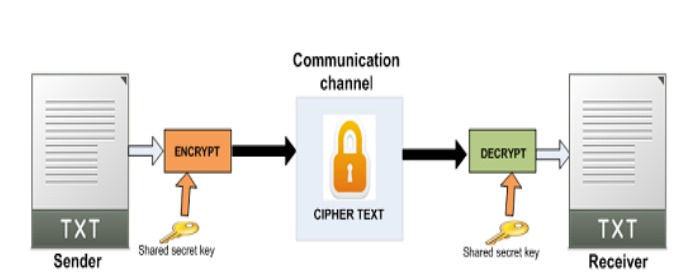 Communication
channel
ENCRYPT
DECRYPT
CIPHER TEXT
TXT
TXT
Shared secret key
Shared secret key
Sender
Receiver